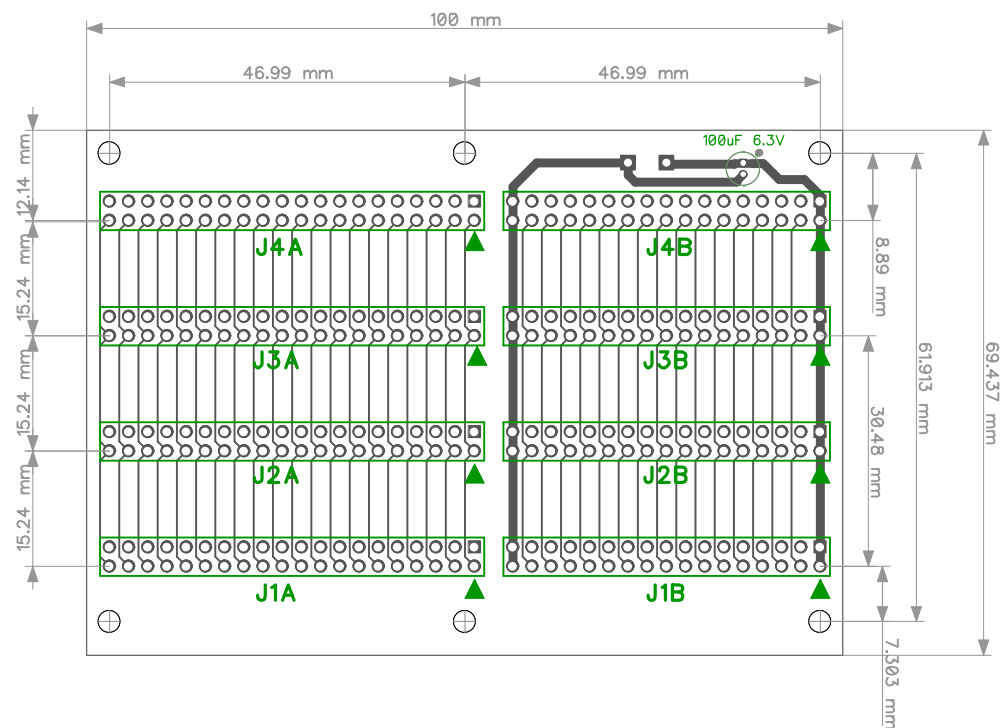 100 mm
46.99 mm
46.99 mm
100uF 6.3V
12.14 mm
J4A
J4B
15.24 mm
8.89 mm
J3A
J3B
15.24 mm
61.913 mm
69.437 mm
30.48 mm
J2A
J2B
15.24 mm
J1A
J1B
7.303 mm